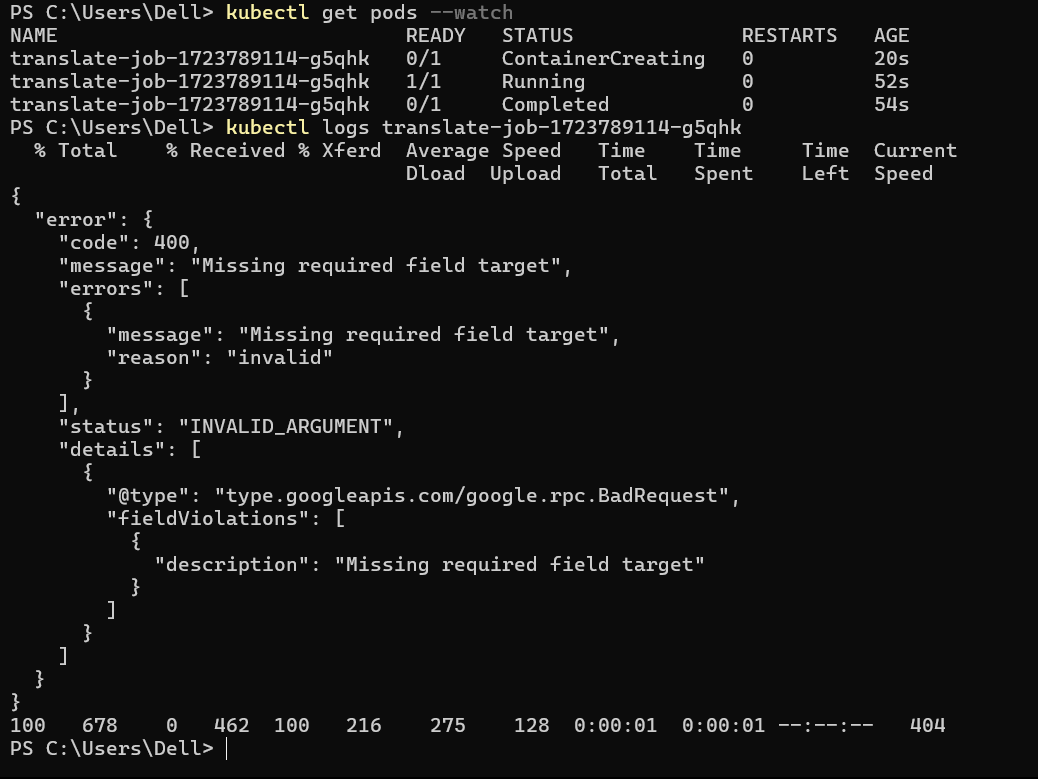 PS C:\Users\Dell> kubectl get pods --watch
NAME                             READY   STATUS              RESTARTS   AGE
translate-job-1723789114-g5qhk   0/1     ContainerCreating   0          20s
translate-job-1723789114-g5qhk   1/1     Running             0          52s
translate-job-1723789114-g5qhk   0/1     Completed           0          54s
PS C:\Users\Dell> kubectl logs translate-job-1723789114-g5qhk
  % Total    % Received % Xferd  Average Speed   Time    Time     Time  Current
                                 Dload  Upload   Total   Spent    Left  Speed
{
  "error": {
    "code": 400,
    "message": "Missing required field target",
    "errors": [
      {
        "message": "Missing required field target",
        "reason": "invalid"
      }
    ],
    "status": "INVALID_ARGUMENT",
    "details": [
      {
        "@type": "type.googleapis.com/google.rpc.BadRequest",
        "fieldViolations": [
          {
            "description": "Missing required field target"
          }
        ]
      }
    ]
  }
}
100   678    0   462  100   216    275    128  0:00:01  0:00:01 --:--:--   404
PS C:\Users\Dell>